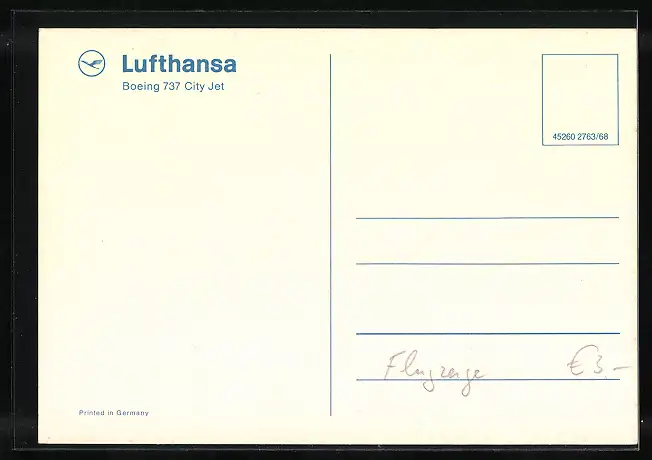 Lufthansa
Boeing 737 City Jet
45260 2763/68
Flugzeuge € 3.–
Printed in Germany